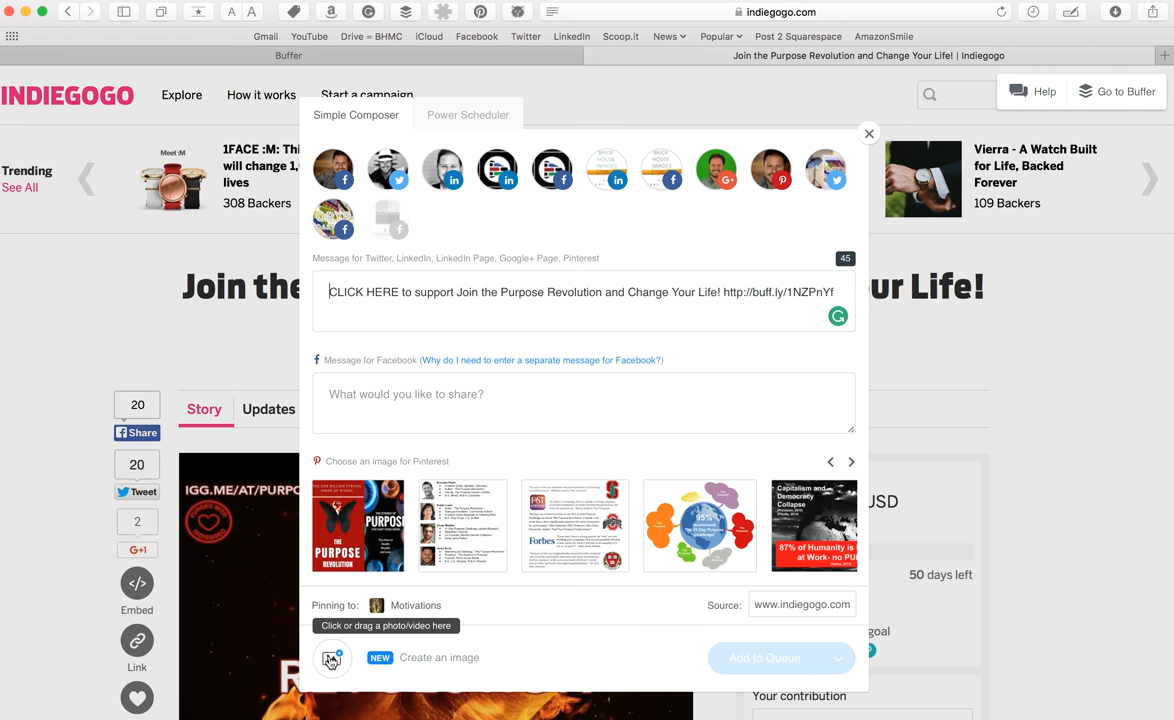 indiegogo.com
A A
Gmail YouTube Drive = BHMC iCloud Facebook Twitter LinkedIn Scoop.it News Popular Post 2 Squarespace AmazonSmile
Buffer
Join the Purpose Revolution and Change Your Life! | Indiegogo
INDIEGOGO
Explore
How it works
Start a campaign
Help
Go to Buffer
Trending
See All
Meet :M
1FACE :M: Thi
will change 1,
lives
308 Backers
Vierra - A Watch Built
for Life, Backed
Forever
109 Backers
Simple Composer
Power Scheduler
Join the
ur Life!
Message for Twitter, LinkedIn, LinkedIn Page, Google+ Page, Pinterest
45
CLICK HERE to support Join the Purpose Revolution and Change Your Life! http://buff.ly/1NZPnYf
Message for Facebook (Why do I need to enter a separate message for Facebook?)
What would you like to share?
Choose an image for Pinterest
THE
PURPOSE
REVOLUTION
PURPOS
Forbes
95%
Capitalism and
Democracy
Collapse
87% of Humanity is
at Work- no PU
Pinning to: Motivations
Source: www.indiegogo.com
Click or drag a photo/video here
NEW Create an image
Add to Queue
20
Share
20
Tweet
2
G+1
Embed
Link
Story
Updates
IGG.ME/AT/PURPO
USD
50 days left
goal
Your contribution